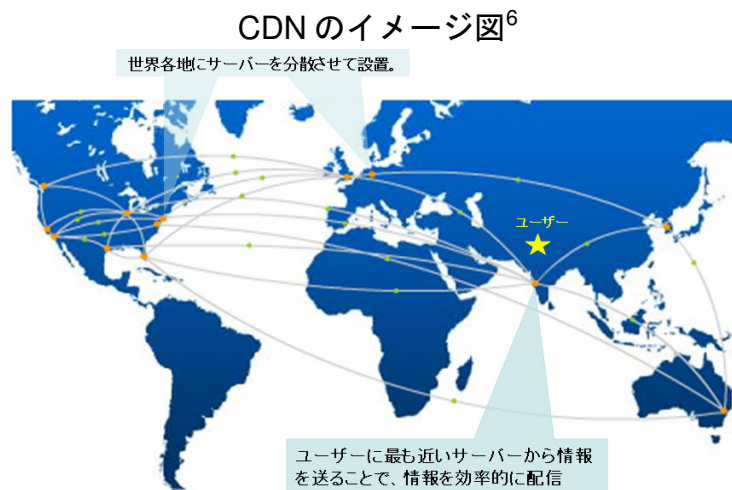 CDN のイメージ図6
世界各地にサーバーを分散させて設置。
ユーザー
ユーザーに最も近いサーバーから情報
を送ることで、情報を効率的に配信